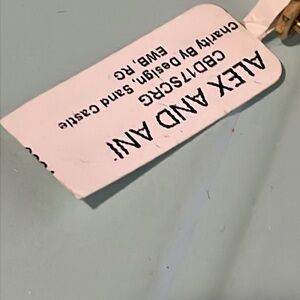 ALEX AND ANI
CBD17SCRG
Charity By Design, Sand Castle
EWB, RG